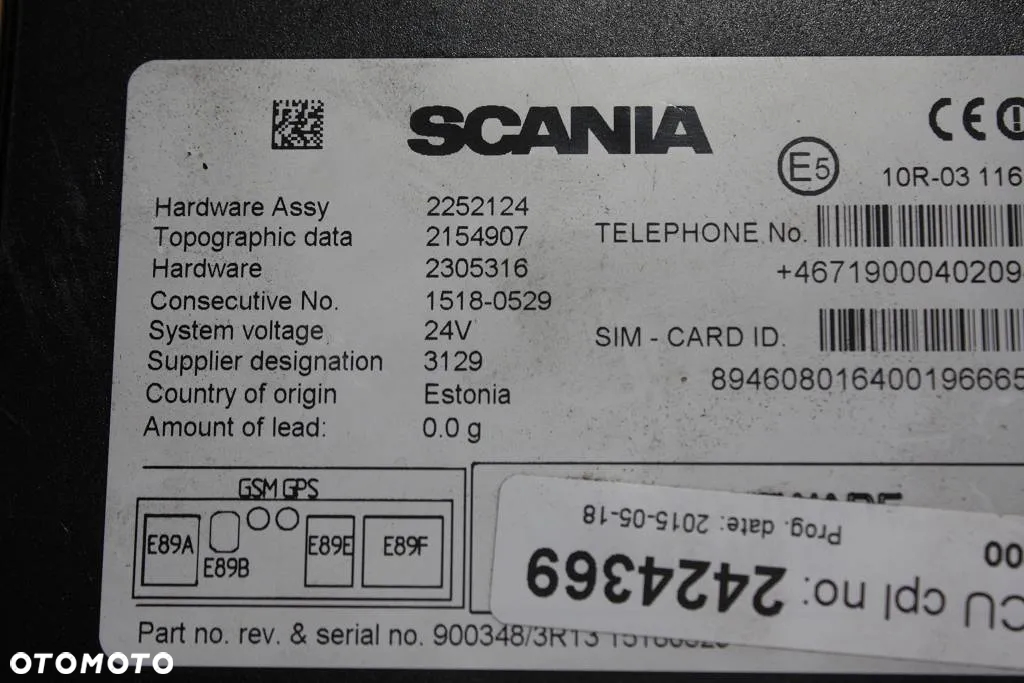 SCANIA
CE
E5
10R-03 116
Hardware Assy 2252124
Topographic data 2154907
Hardware 2305316
Consecutive No. 1518-0529
System voltage 24V
Supplier designation 3129
Country of origin Estonia
Amount of lead: 0.0 g
TELEPHONE No.
+4671900040209
SIM - CARD ID.
8946080164001966665
GSM GPS
E89A
E89B
E89E
E89F
Prog. date: 2015-05-18
CU cpl no: 2424369
00
Part no. rev. & serial no. 900348/3R13
OTOMOTO